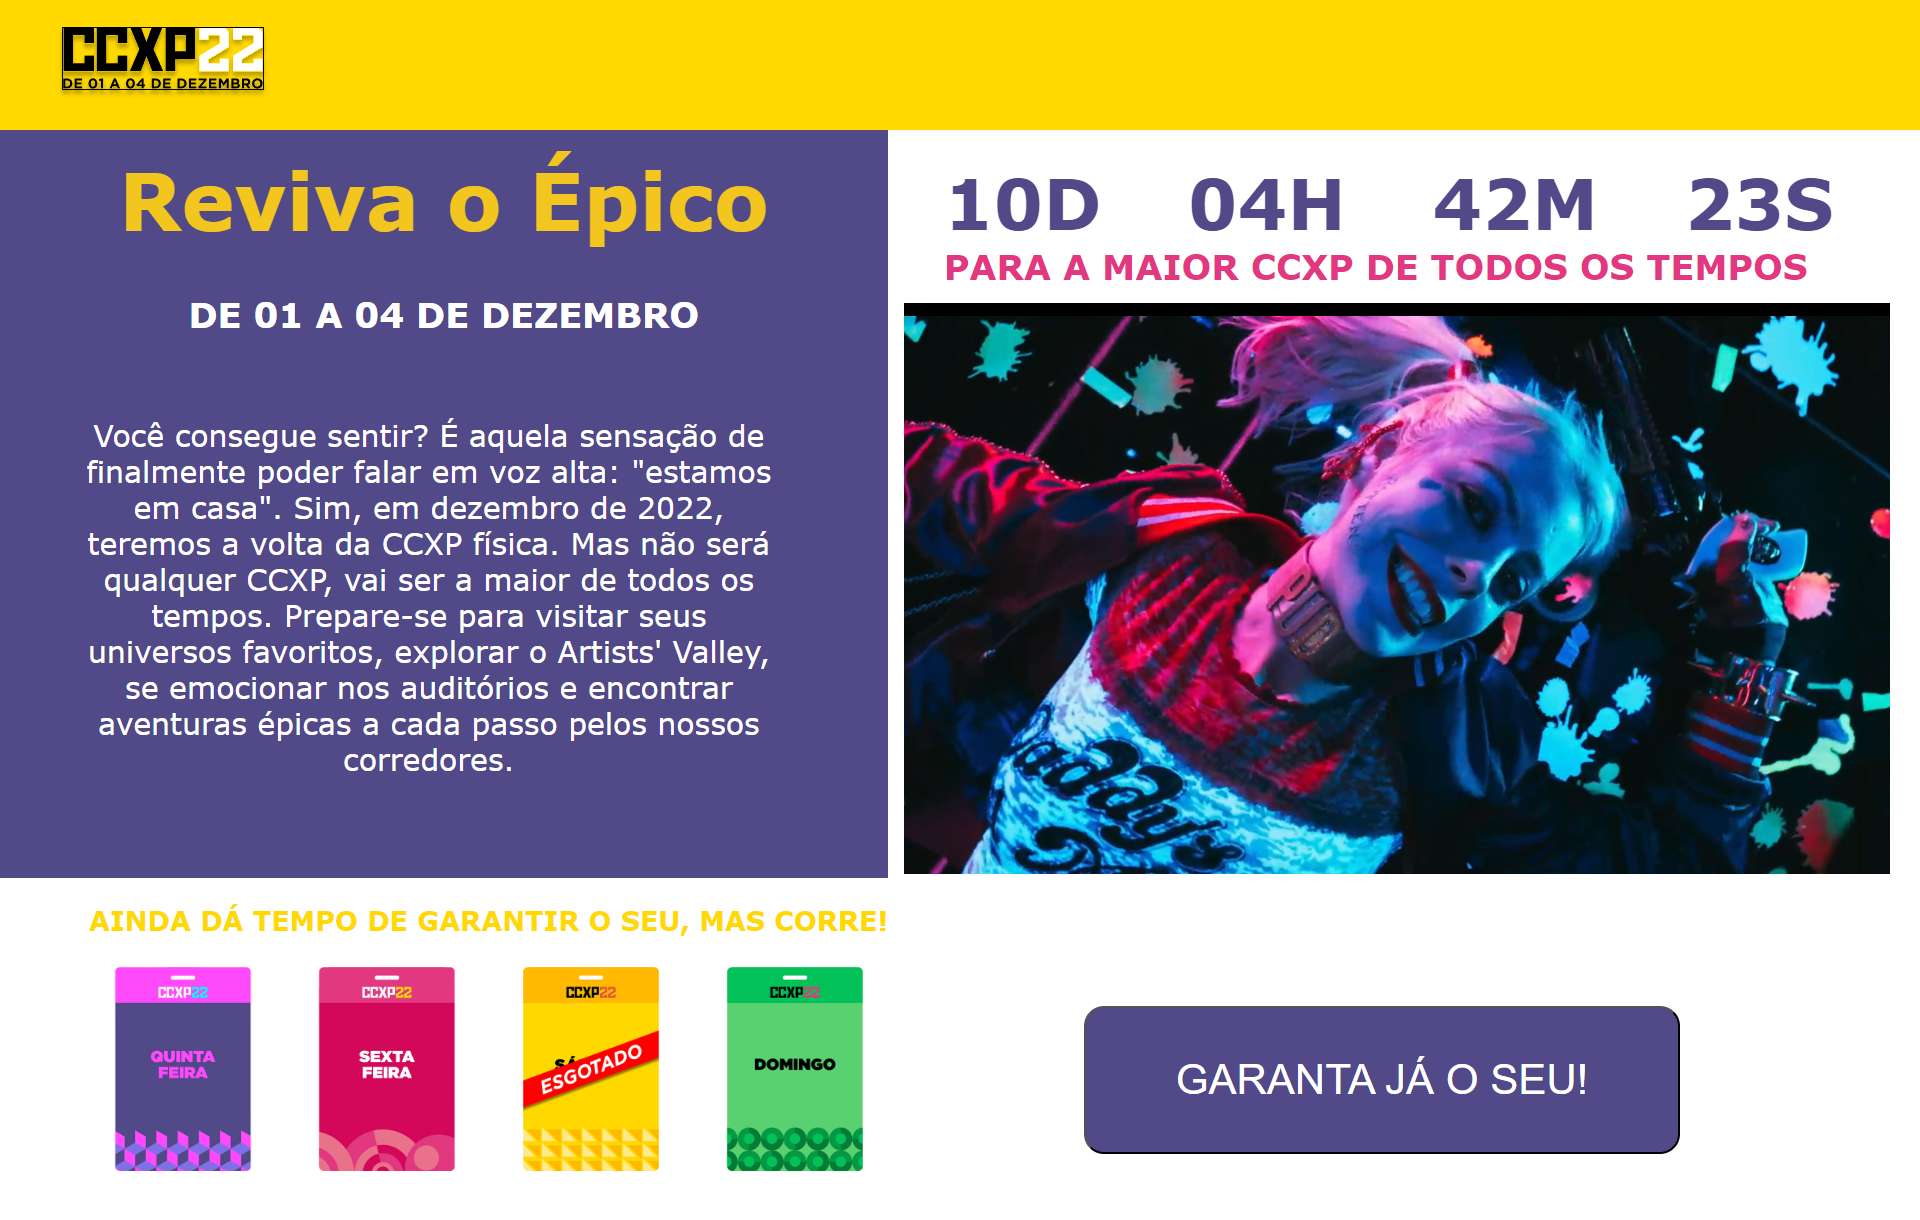 CCXP22
DE 01 A 04 DE DEZEMBRO
Reviva o Épico
DE 01 A 04 DE DEZEMBRO
Você consegue sentir? É aquela sensação de
finalmente poder falar em voz alta: "estamos
em casa". Sim, em dezembro de 2022,
teremos a volta da CCXP física. Mas não será
qualquer CCXP, vai ser a maior de todos os
tempos. Prepare-se para visitar seus
universos favoritos, explorar o Artists' Valley,
se emocionar nos auditórios e encontrar
aventuras épicas a cada passo pelos nossos
corredores.
10D 04H 42M 23S
PARA A MAIOR CCXP DE TODOS OS TEMPOS
Daddy's
AINDA DÁ TEMPO DE GARANTIR O SEU, MAS CORRE!
CCXP22
QUINTA
FEIRA
CCXP22
SEXTA
FEIRA
CCXP22
ESGOTADO
CCXP22
DOMINGO
GARANTA JÁ O SEU!